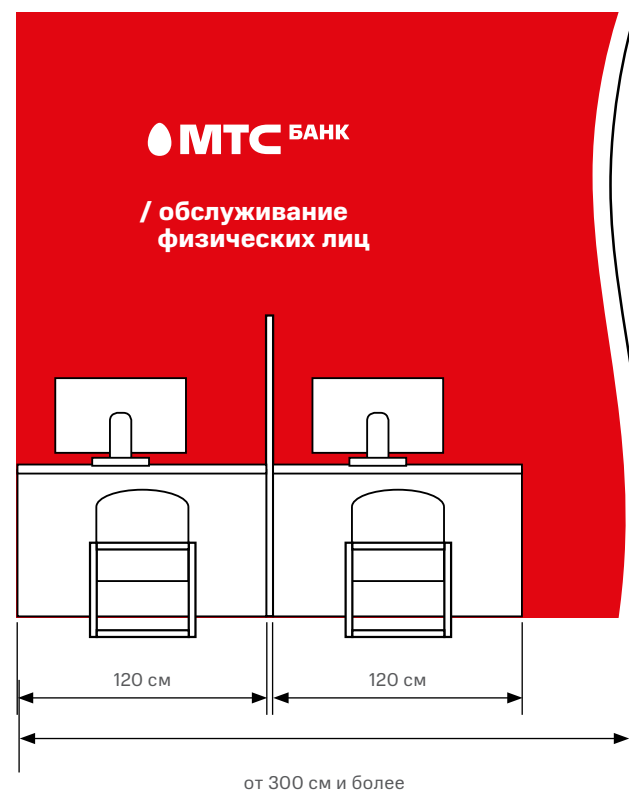 МТС БАНК
/ обслуживание
физических лиц
120 см
120 см
от 300 см и более